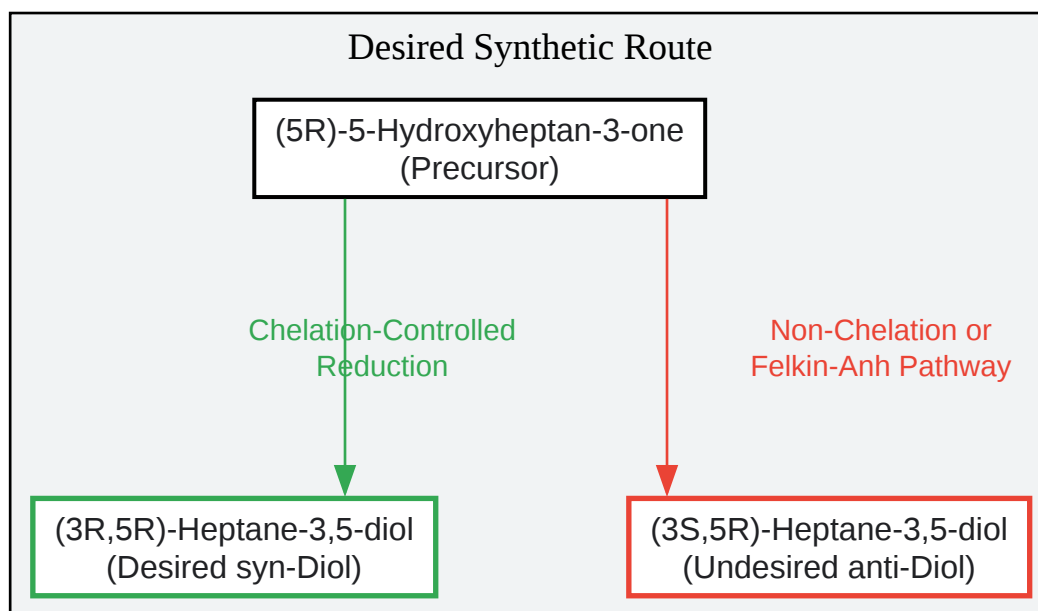 Desired Synthetic Route
(5R)-5-Hydroxyheptan-3-one
(Precursor)
Chelation-Controlled
Reduction
Non-Chelation or
Felkin-Anh Pathway
(3R,5R)-Heptane-3,5-diol
(Desired syn-Diol)
(3S,5R)-Heptane-3,5-diol
(Undesired anti-Diol)